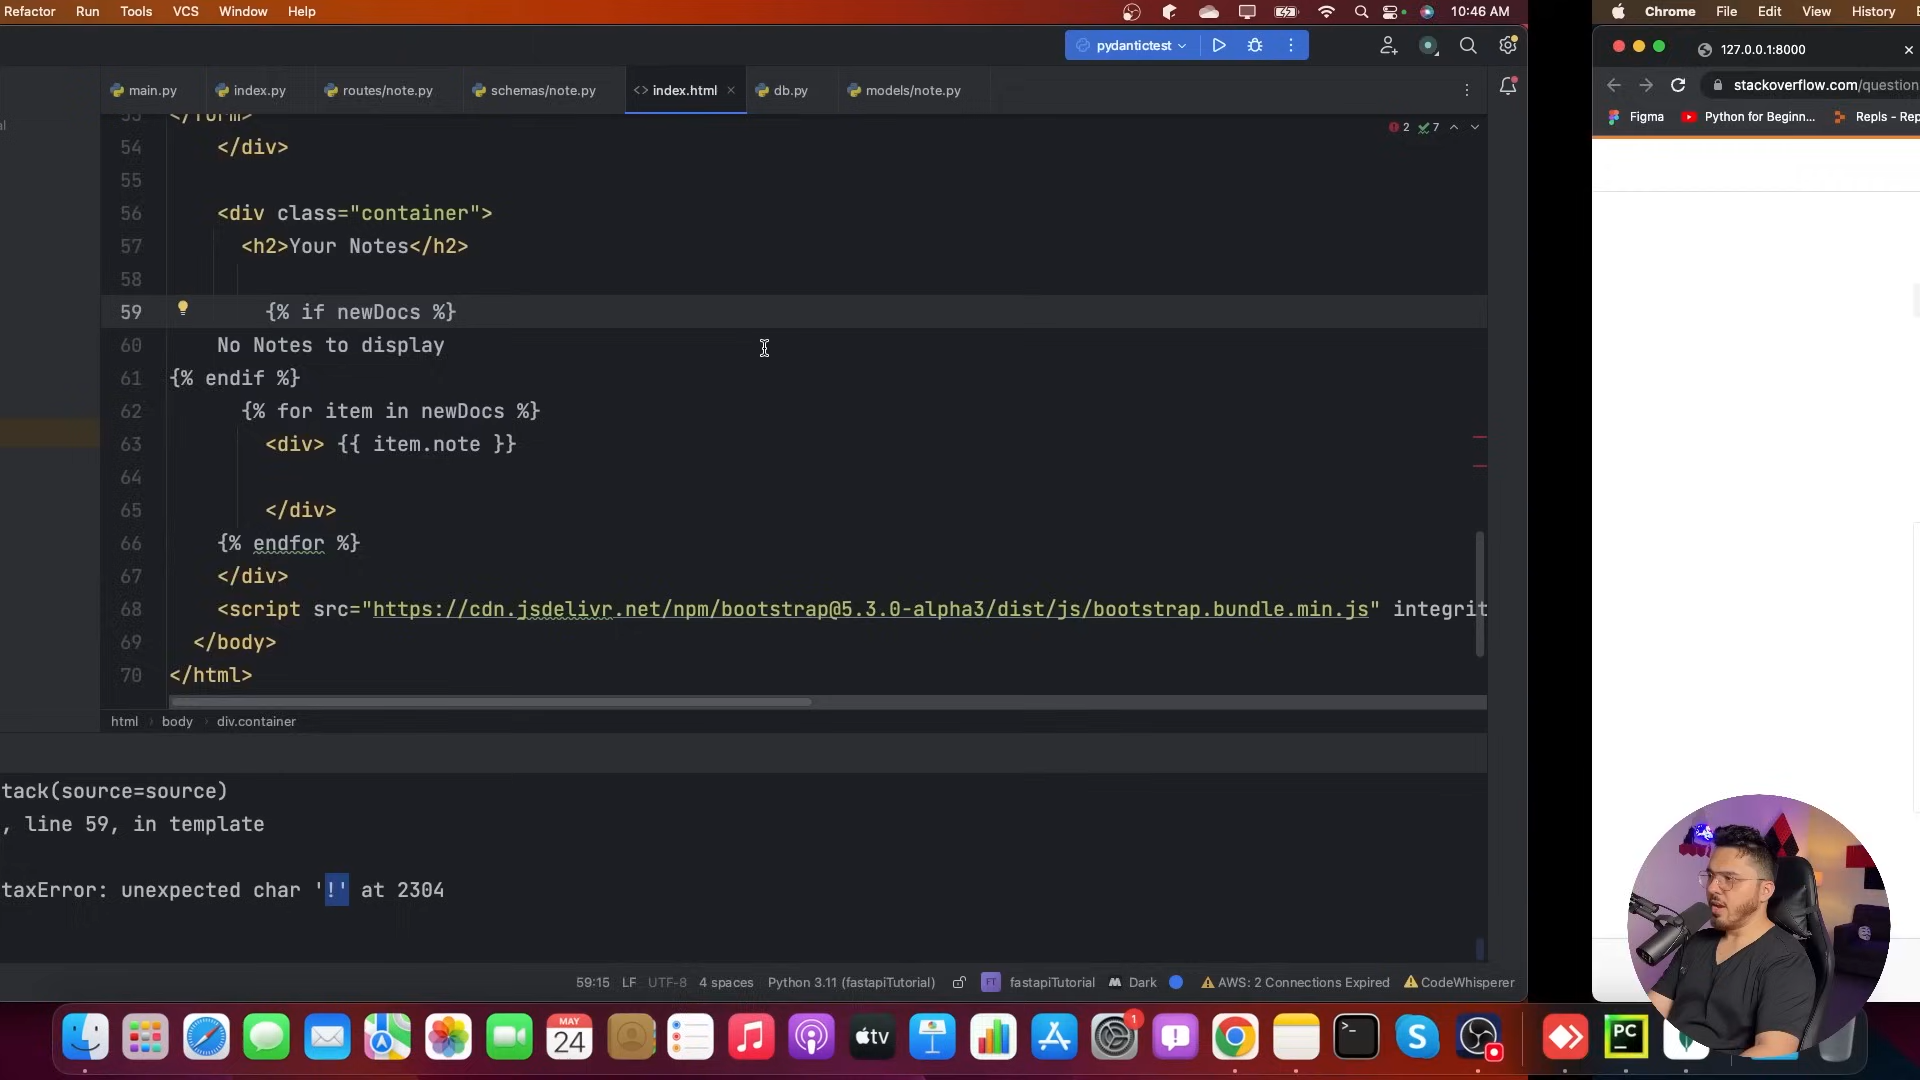 Refactor Run Tools VCS Window Help 10:46 AM
Chrome File Edit View History
pydantictest
127.0.0.1:8000
stackoverflow.com/question
Figma Python for Beginn... Repls - Rep
main.py index.py routes/note.py schemas/note.py <> index.html db.py models/note.py
2 7
53 </form>
54 </div>
55
56 <div class="container">
57 <h2>Your Notes</h2>
58
59 {% if newDocs %}
60 No Notes to display
61 {% endif %}
62 {% for item in newDocs %}
63 <div> {{ item.note }}
64
65 </div>
66 {% endfor %}
67 </div>
68 <script src="https://cdn.jsdelivr.net/npm/bootstrap@5.3.0-alpha3/dist/js/bootstrap.bundle.min.js" integrit
69 </body>
70 </html>
html body div.container
tack(source=source)
, line 59, in template
taxError: unexpected char '!' at 2304
59:15 LF UTF-8 4 spaces Python 3.11 (fastapiTutorial) FT fastapiTutorial Dark AWS: 2 Connections Expired CodeWhisperer
MAY
24
tv
1
PC